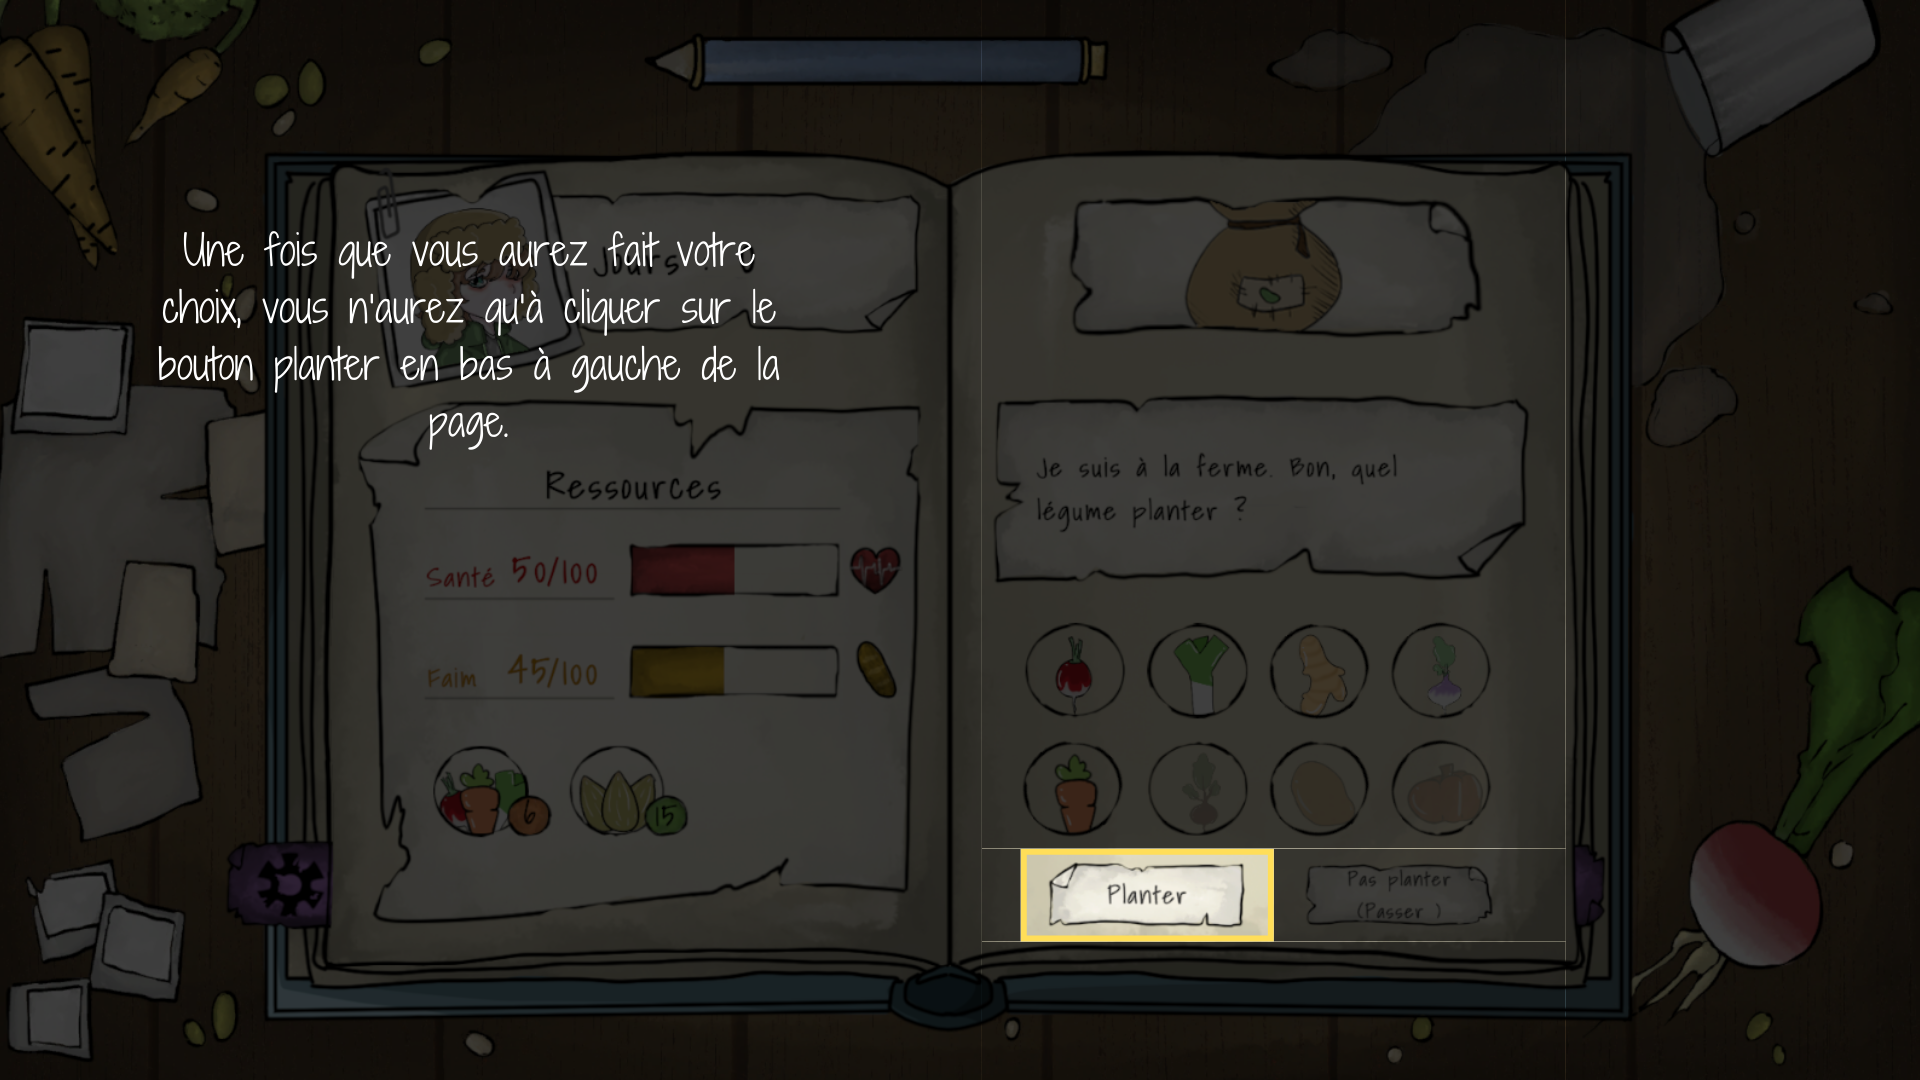 Une fois que vous aurez fait votre
choix, vous n'aurez qu'à cliquer sur le
bouton planter en bas à gauche de la
page.
Jours :
Ressources
Santé 50/100
Faim 45/100
6
15
Je suis à la ferme. Bon, quel
légume planter ?
Planter
Pas planter
(Passer )